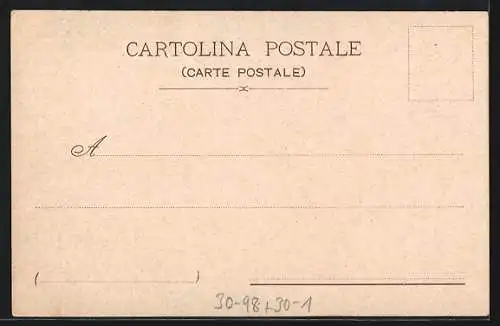 CARTOLINA POSTALE
(CARTE POSTALE)
A
( )
30-98+30-1